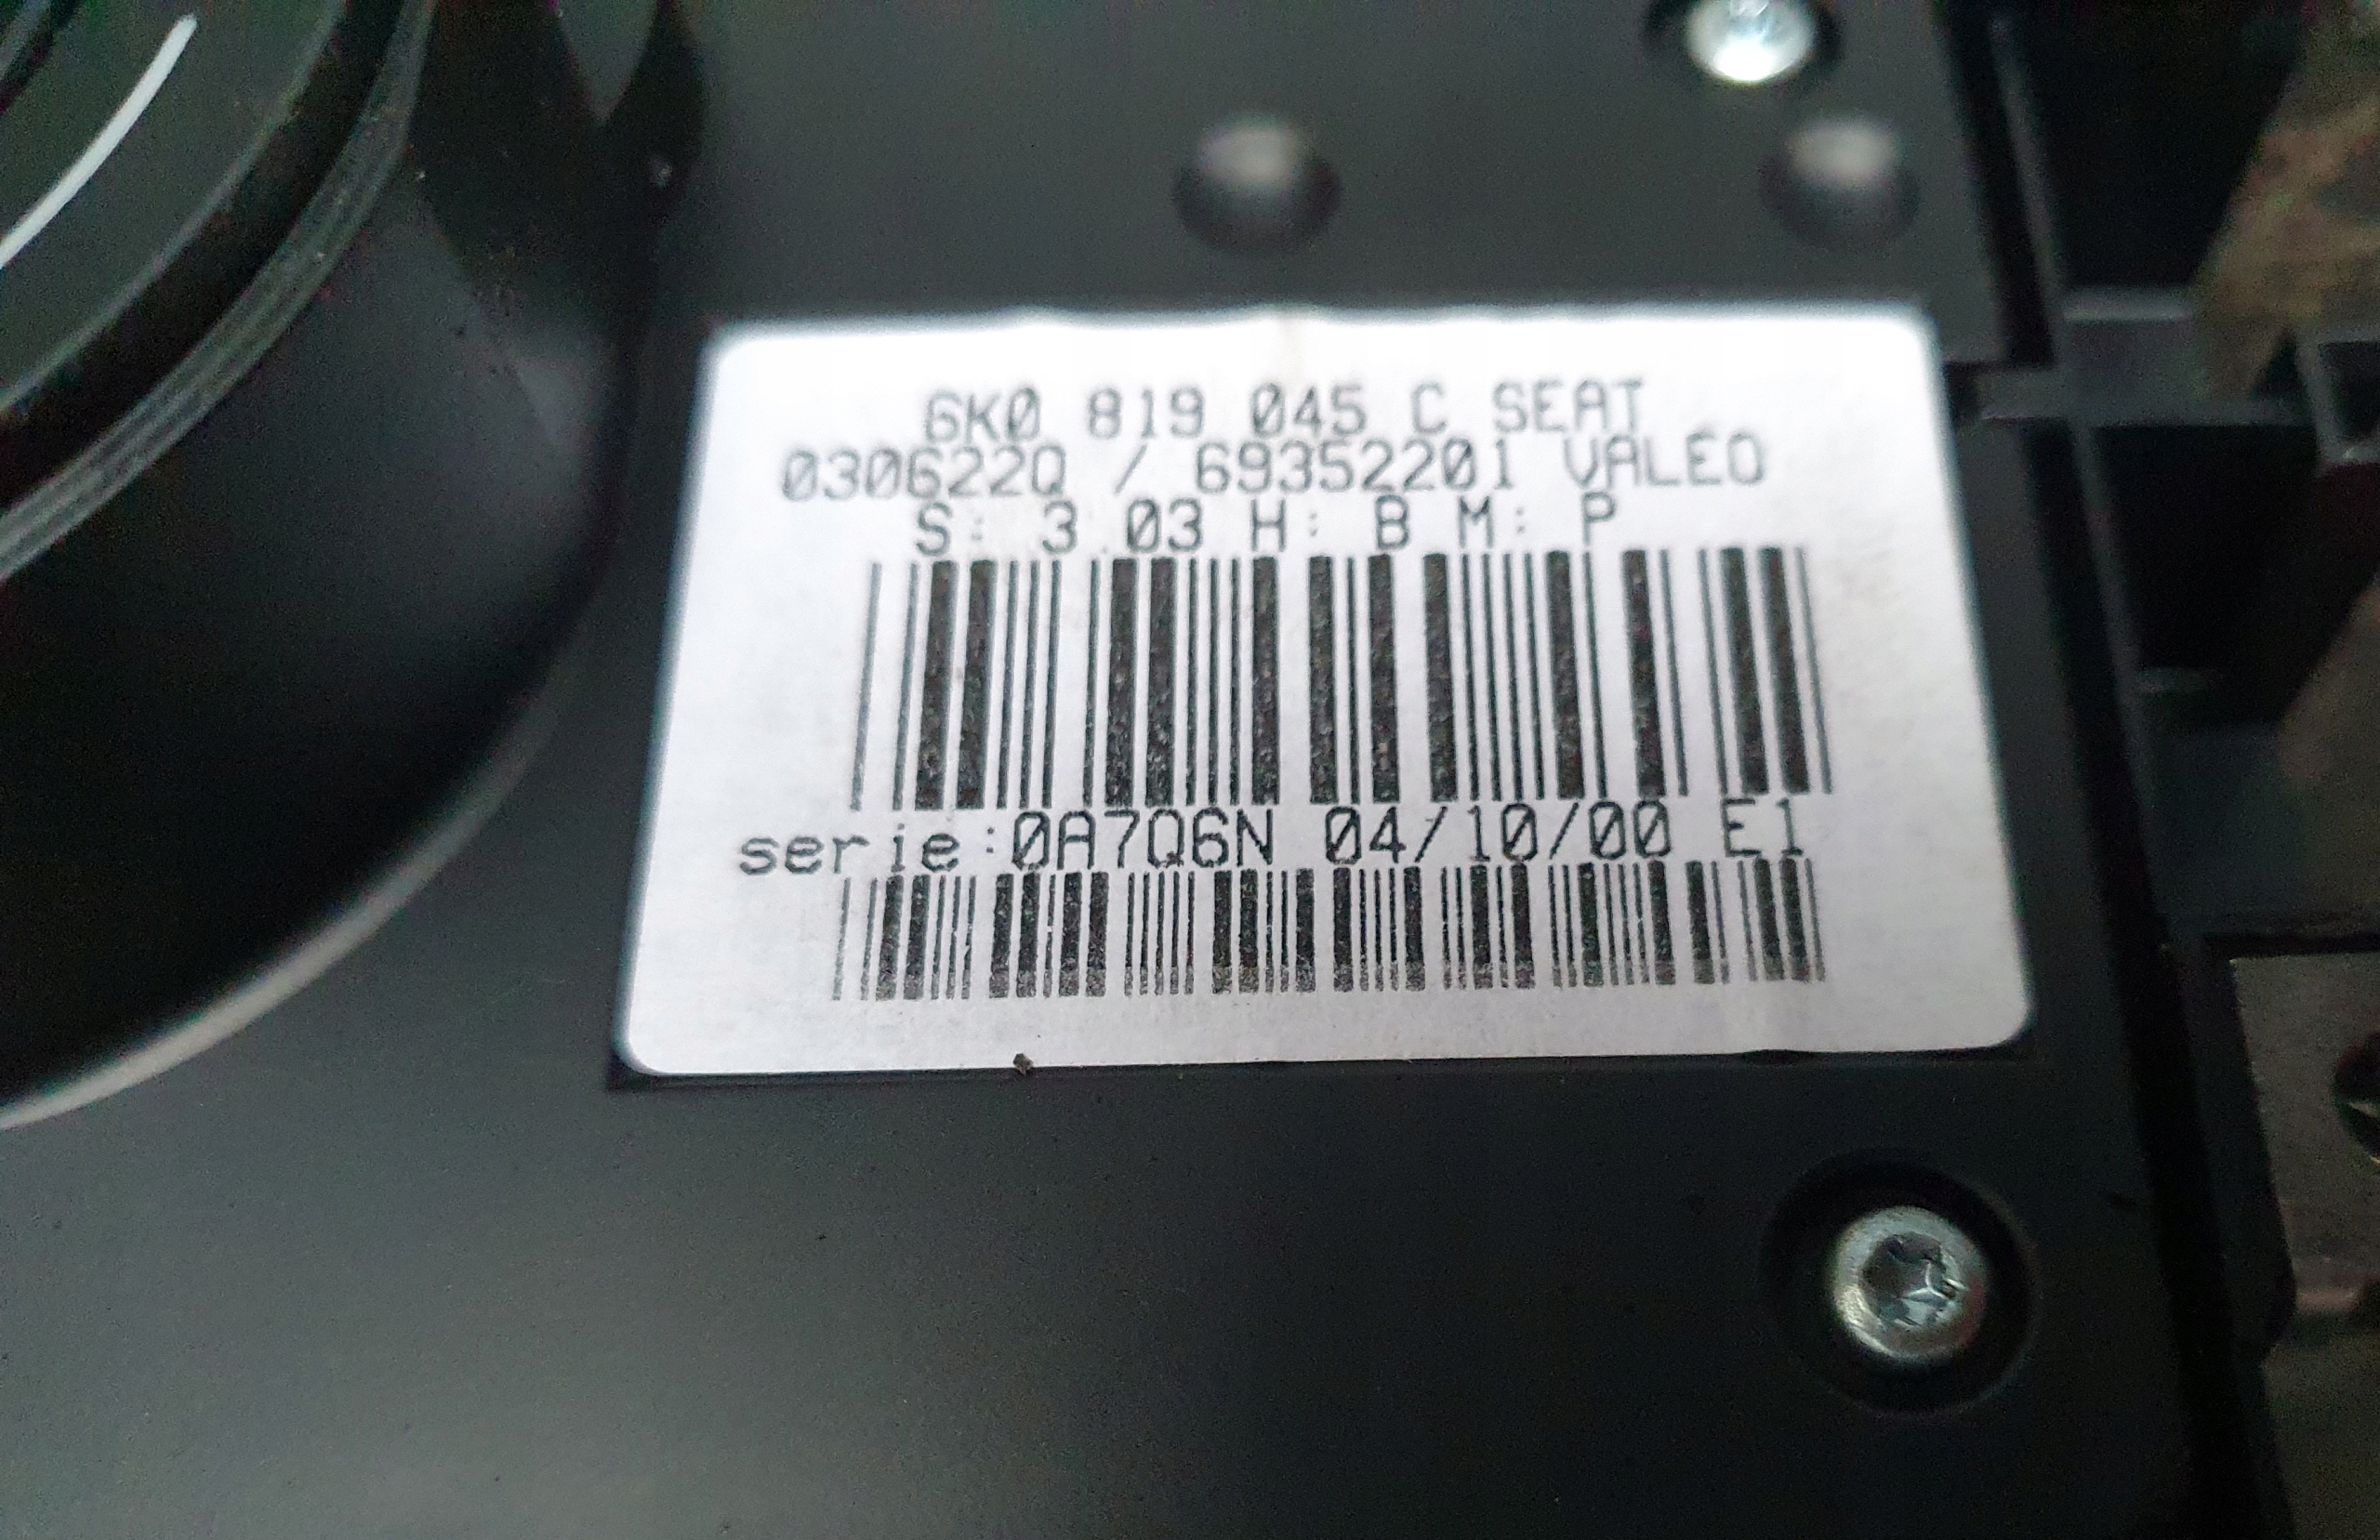 6K0 819 045 C SEAT
030622Q / 69352201 VALEO
S: 3.03 H: B M: P
serie:0A7Q6N 04/10/00 E1